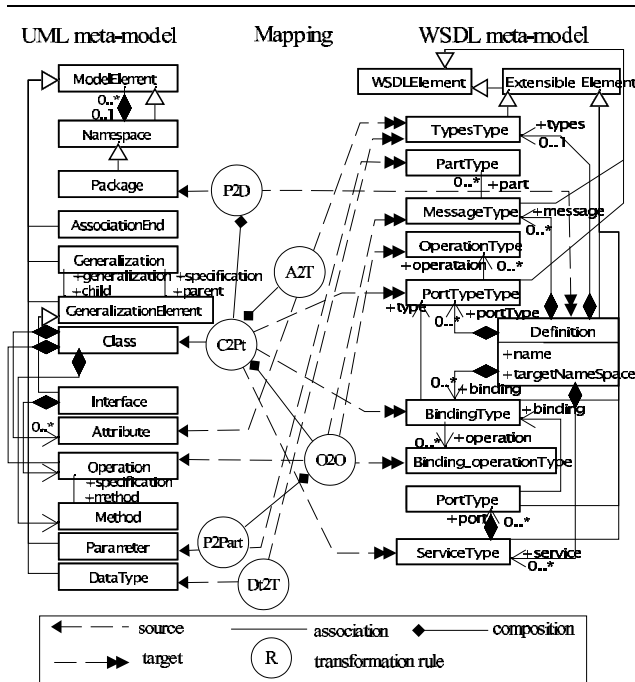 UML meta-model
Mapping
WSDL meta-model
ModelElement
0..*
0..1
Namespace
Package
AssociationEnd
Generalization
+generalization
+specification
+child
+parent
GeneralizationElement
Class
Interface
0..*
Attribute
Operation
+specification
+method
Method
Parameter
DataType
P2D
A2T
C2Pt
O2O
P2Part
Dt2T
WSDLElement
Extensible Element
TypesType
+types
0..1
PartType
0..*
+part
MessageType
+message
0..*
OperationType
+operataion
0..*
PortTypeType
+type
+portType
0..*
Definition
+name
+targetNameSpace
0..*
+binding
BindingType
+binding
+operation
0..*
Binding_operationType
PortType
+port
0..*
ServiceType
+service
0..*
source
association
composition
target
R
transformation rule